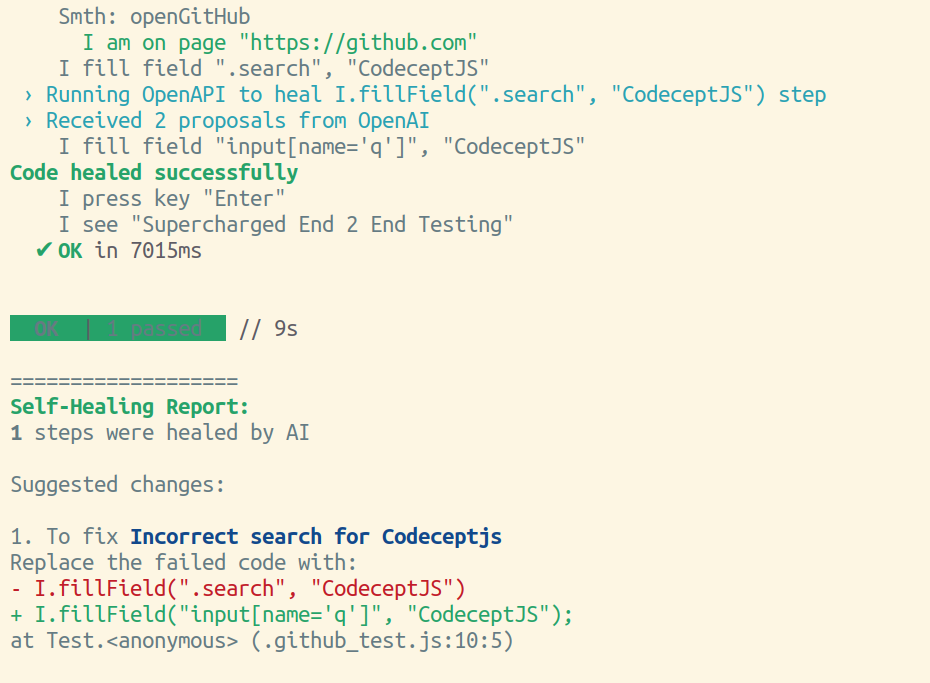 Smth: openGitHub
I am on page "https://github.com"
I fill field ".search", "CodeceptJS"
› Running OpenAPI to heal I.fillField(".search", "CodeceptJS") step
› Received 2 proposals from OpenAI
I fill field "input[name='q']", "CodeceptJS"
Code healed successfully
I press key "Enter"
I see "Supercharged End 2 End Testing"
✔ OK in 7015ms
OK | 1 passed // 9s
===================
Self-Healing Report:
1 steps were healed by AI
Suggested changes:
1. To fix Incorrect search for Codeceptjs
Replace the failed code with:
- I.fillField(".search", "CodeceptJS")
+ I.fillField("input[name='q']", "CodeceptJS");
at Test.<anonymous> (.github_test.js:10:5)